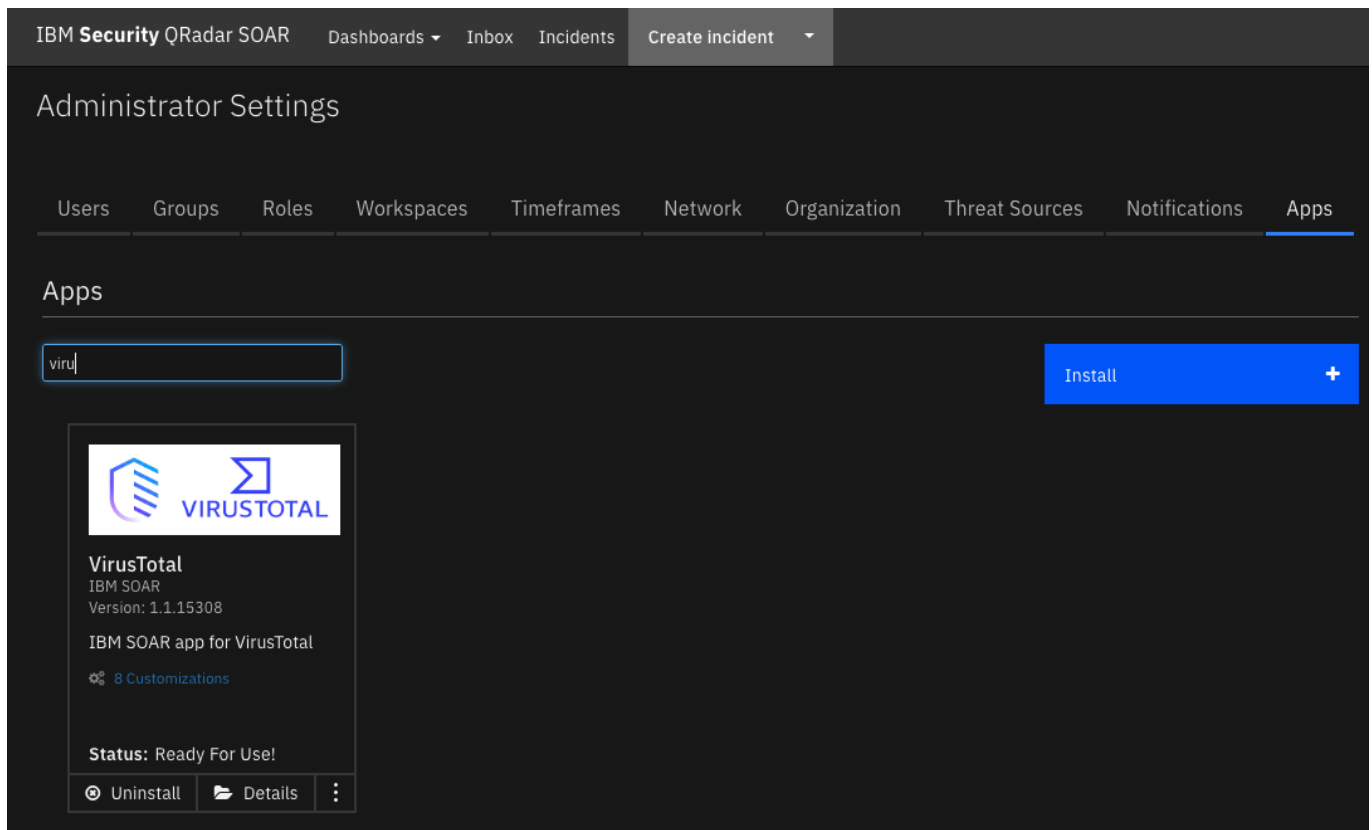 IBM Security QRadar SOAR Dashboards Inbox Incidents Create incident
Administrator Settings
Users Groups Roles Workspaces Timeframes Network Organization Threat Sources Notifications Apps
Apps
viru
Install +
VIRUSTOTAL
VirusTotal
IBM SOAR
Version: 1.1.15308
IBM SOAR app for VirusTotal
8 Customizations
Status: Ready For Use!
Uninstall Details